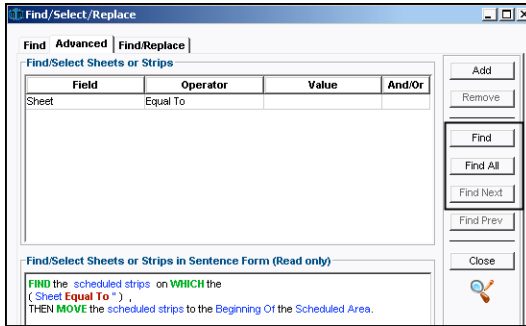 Find/Select/Replace
Find Advanced Find/Replace
Find/Select Sheets or Strips
Field Operator Value And/Or
Sheet Equal To
Add
Remove
Find
Find All
Find Next
Find Prev
Close
Find/Select Sheets or Strips in Sentence Form (Read only)
FIND the scheduled strips on WHICH the
( Sheet Equal To " ) ,
THEN MOVE the scheduled strips to the Beginning Of the Scheduled Area.